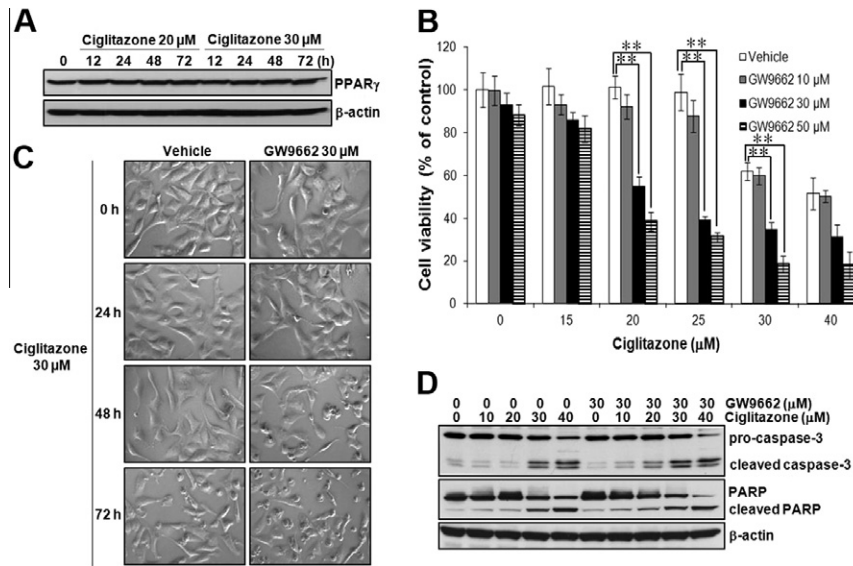 A
Ciglitazone 20 µM Ciglitazone 30 µM
0 12 24 48 72 12 24 48 72 (h)
PPARγ
β-actin
B
Cell viability (% of control)
120
100
80
60
40
20
0
** ** ** ** ** **
Vehicle
GW9662 10 µM
GW9662 30 µM
GW9662 50 µM
0 15 20 25 30 40
Ciglitazone (µM)
C
Vehicle GW9662 30 µM
Ciglitazone
30 µM
0 h
24 h
48 h
72 h
D
0 0 0 0 0 30 30 30 30 30 GW9662 (µM)
0 10 20 30 40 0 10 20 30 40 Ciglitazone (µM)
pro-caspase-3
cleaved caspase-3
PARP
cleaved PARP
β-actin